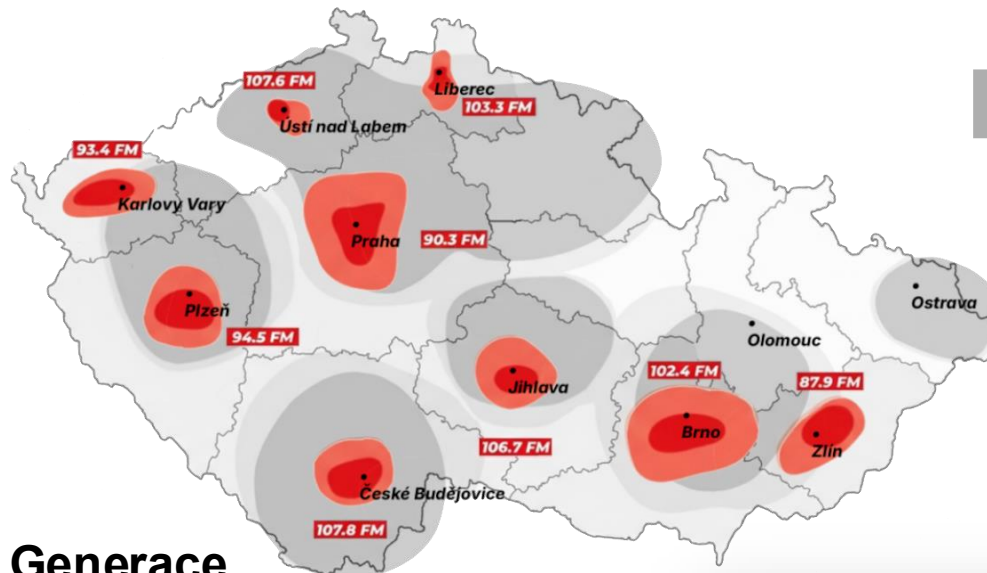 107.6 FM
Liberec
103.3 FM
Ústí nad Labem
93.4 FM
Karlovy Vary
Praha
90.3 FM
Plzeň
94.5 FM
Ostrava
Olomouc
102.4 FM
87.9 FM
Jihlava
Brno
Zlín
106.7 FM
České Budějovice
107.8 FM
Generace